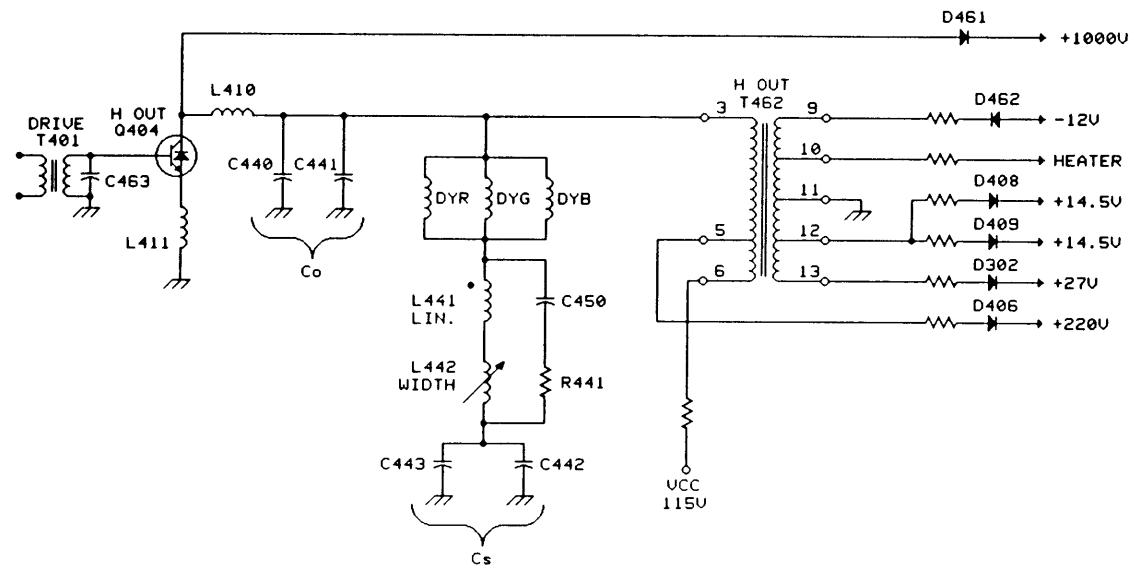 D461
+1000V
L410
H OUT
Q404
DRIVE
T401
C463
L411
C440
C441
Co
DYR
DYG
DYB
L441
LIN.
C450
L442
WIDTH
R441
C443
C442
Cs
H OUT
T462
3
5
6
9
10
11
12
13
VCC
115V
D462
-12V
HEATER
D408
+14.5V
D409
+14.5V
D302
+27V
D406
+220V